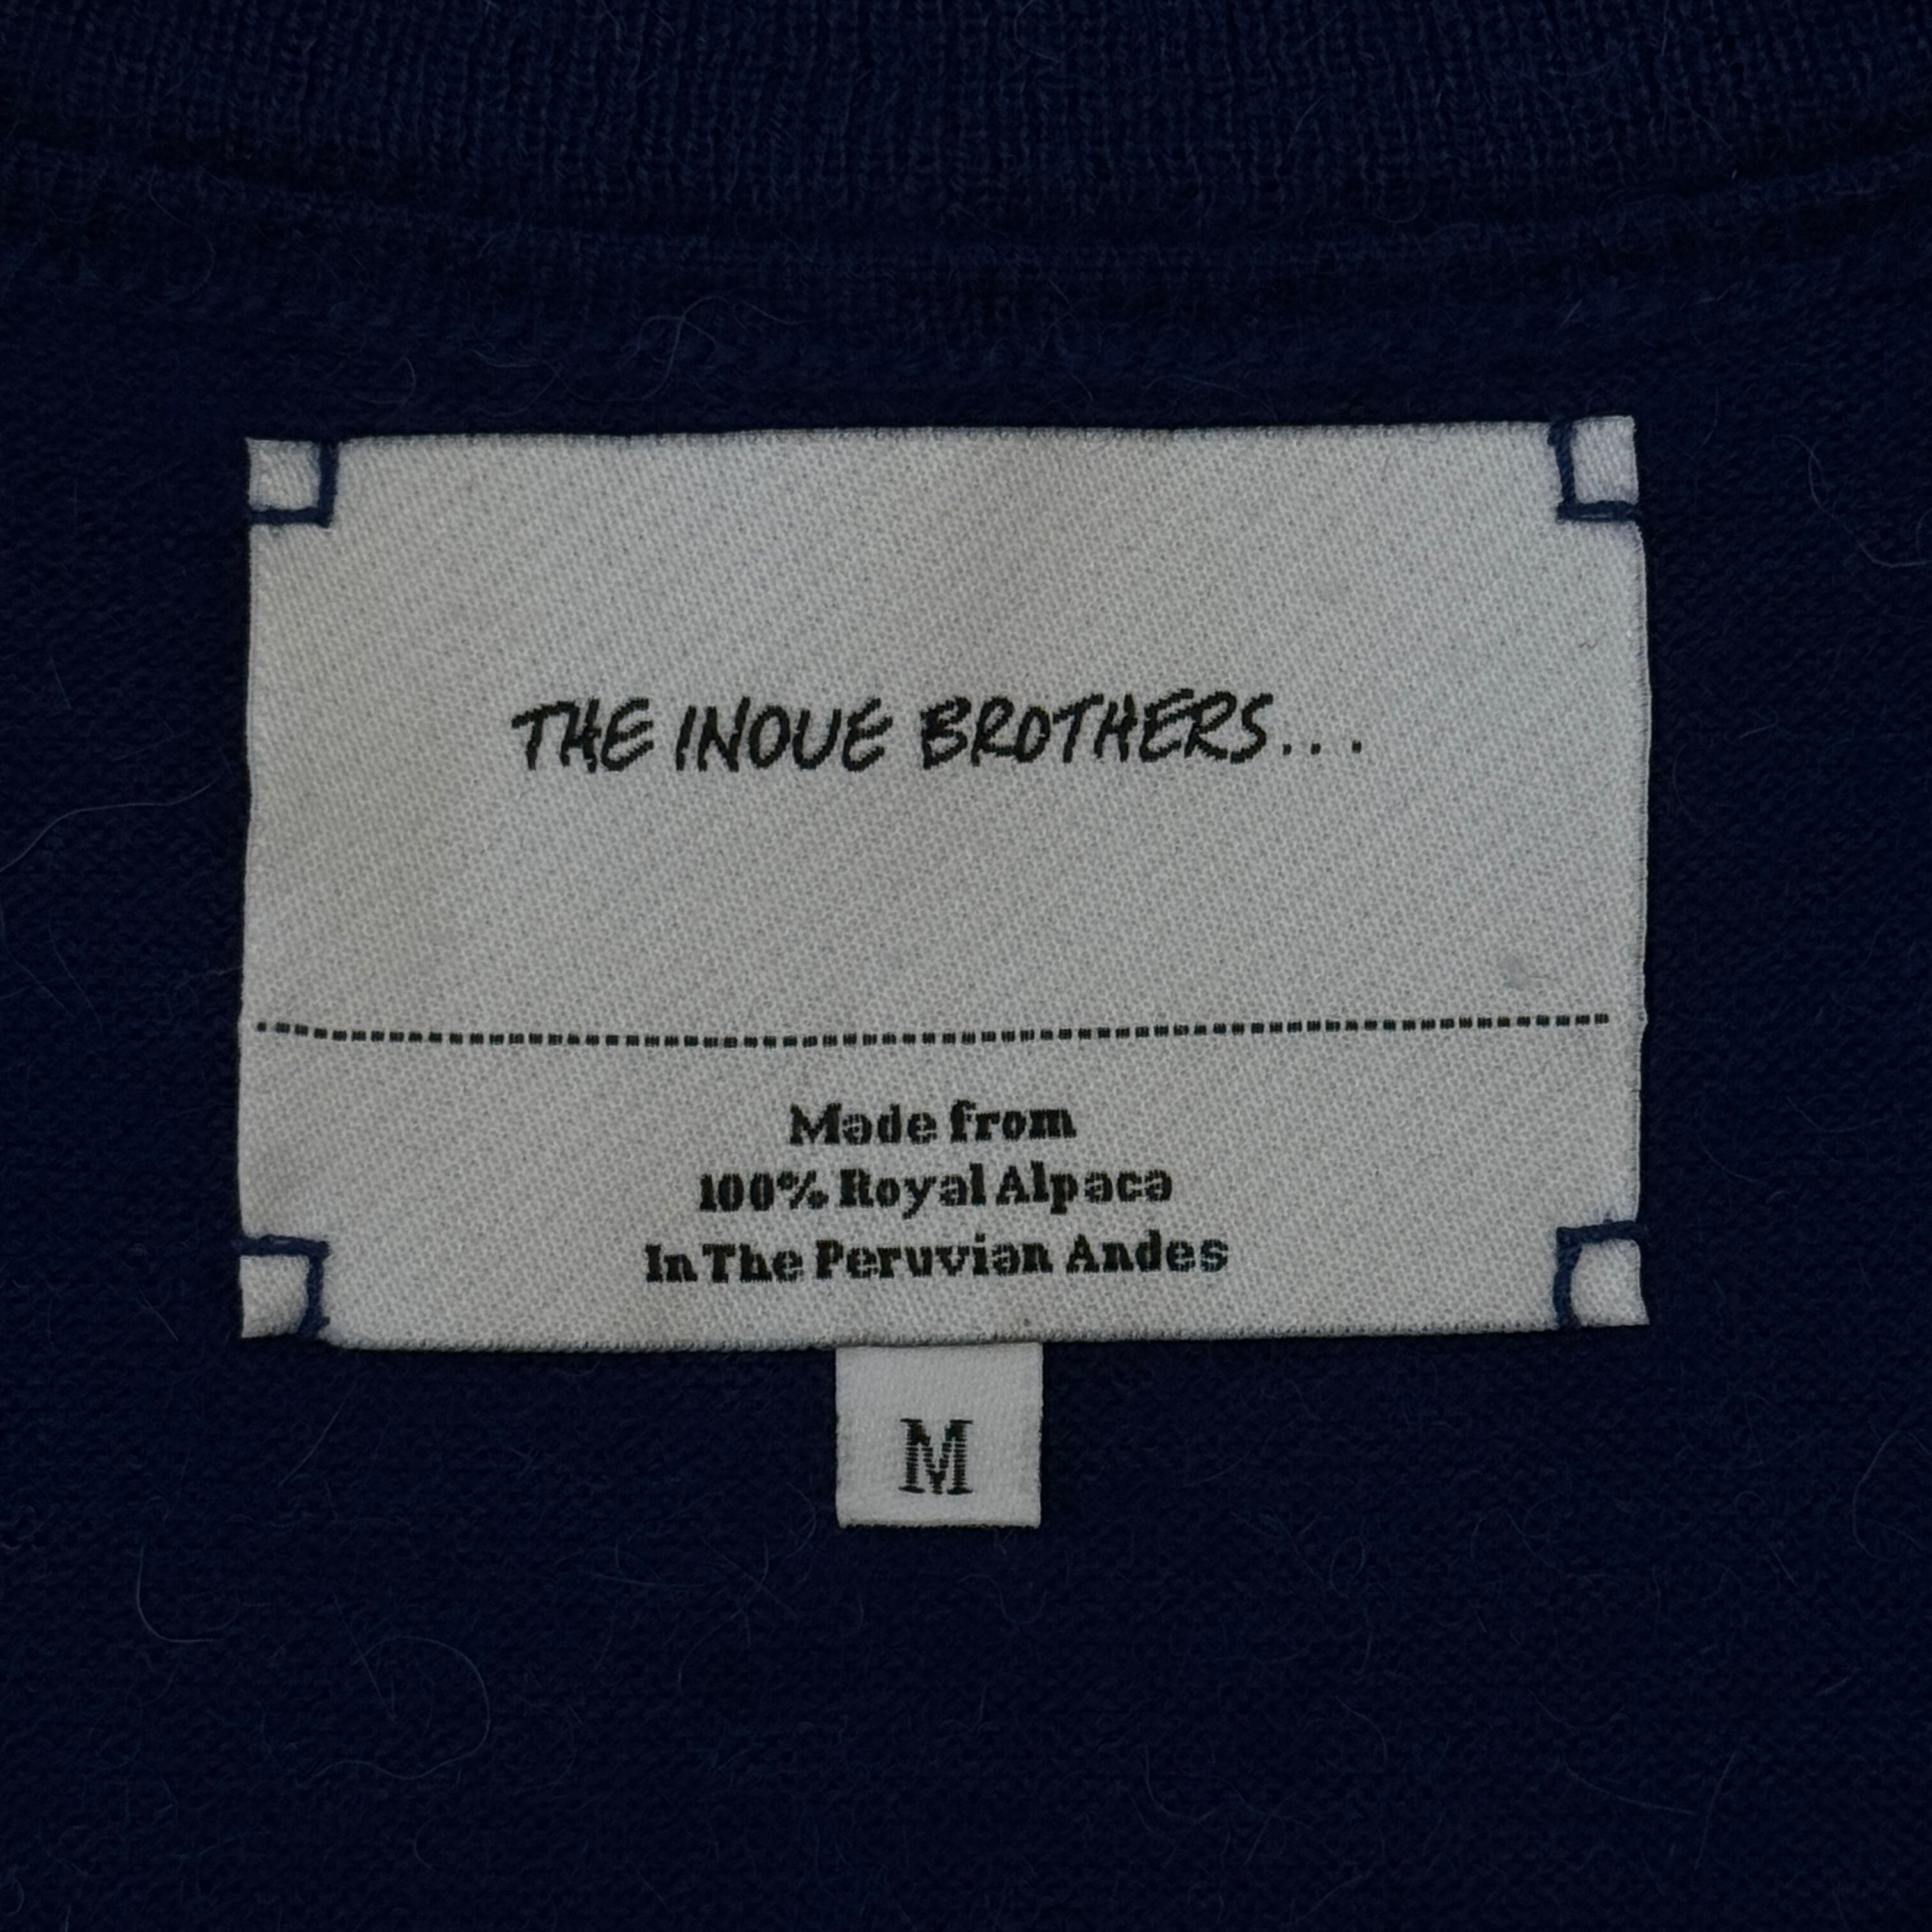 THE INOUE BROTHERS...
Made from
100% Royal Alpaca
In The Peruvian Andes
M